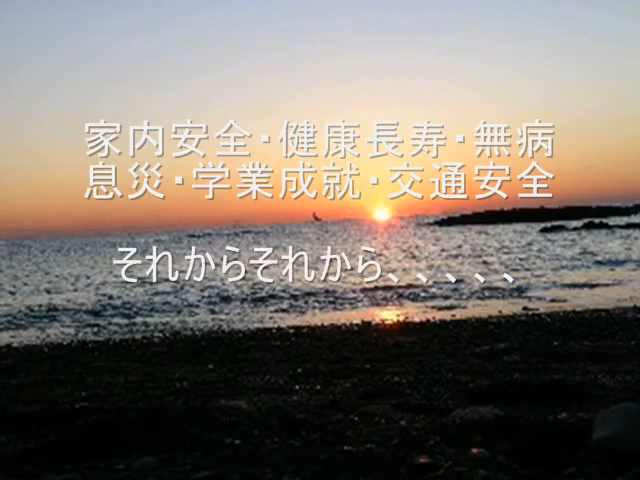 家内安全・健康長寿・無病
息災・学業成就・交通安全
それからそれから、、、、、